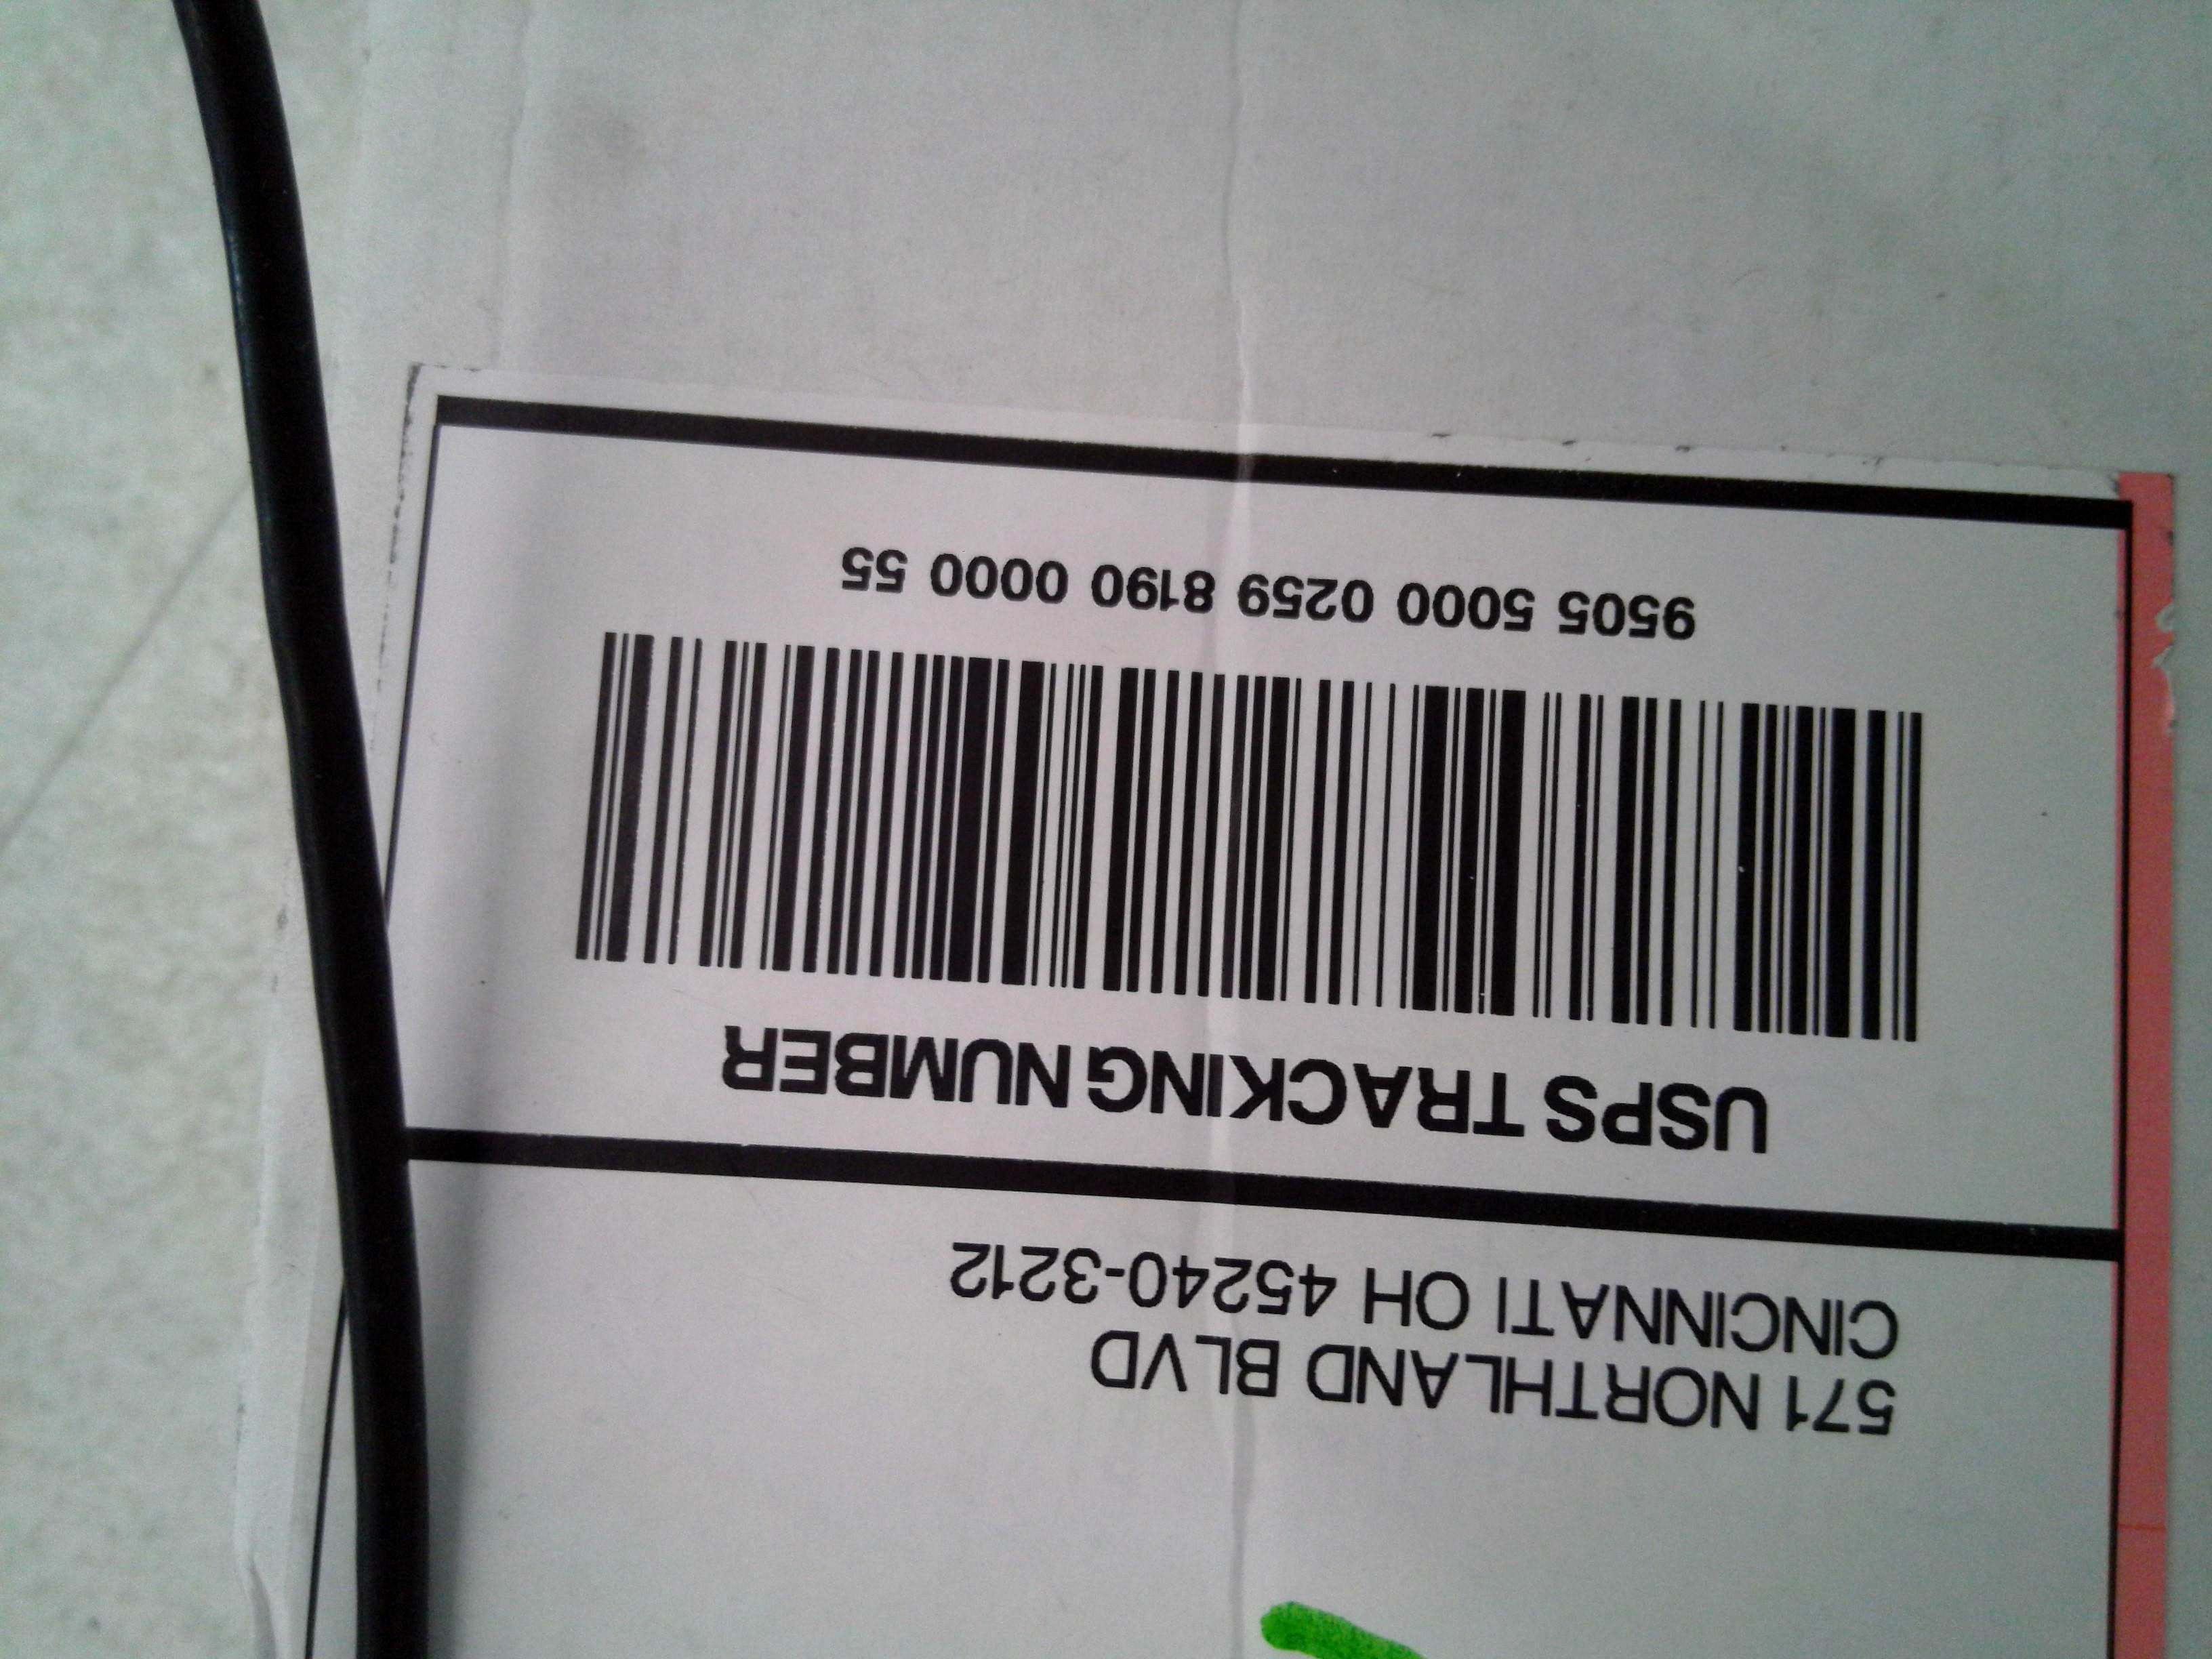 571 NORTHLAND BLVD
CINCINNATI OH 45240-3212
USPS TRACKING NUMBER
9505 5000 0259 8190 0000 55